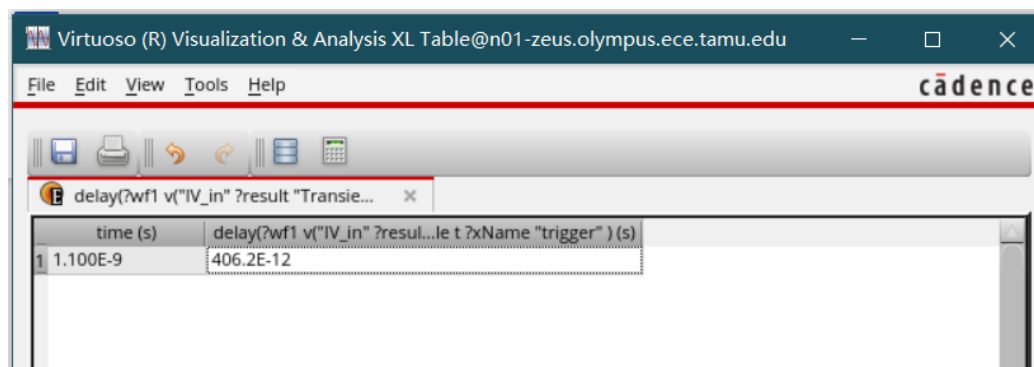 Virtuoso (R) Visualization & Analysis XL Table@n01-zeus.olympus.ece.tamu.edu
File Edit View Tools Help
cādence
delay(?wf1 v("IV_in" ?result "Transie...
time (s) delay(?wf1 v("IV_in" ?resul...le t ?xName "trigger" ) (s)
1 1.100E-9 406.2E-12